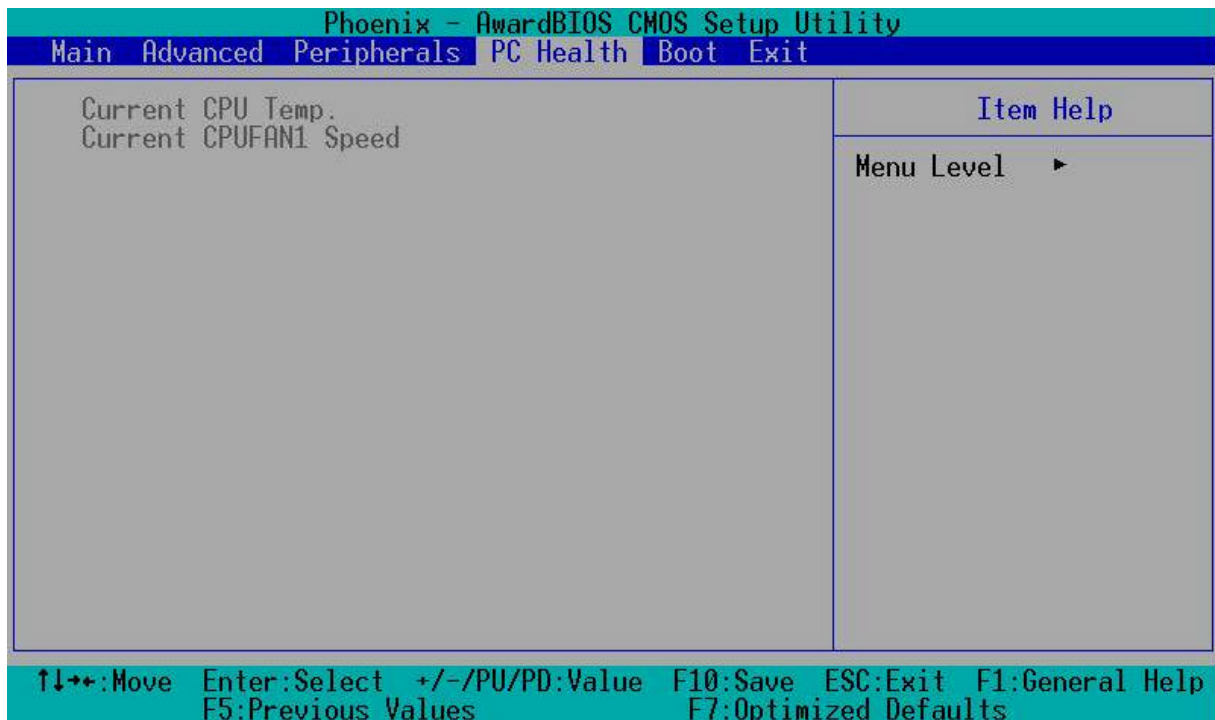 Phoenix - AwardBIOS CMOS Setup Utility
Main Advanced Peripherals PC Health Boot Exit
Current CPU Temp.
Current CPUFAN1 Speed
Item Help
Menu Level ►
↑↓→←:Move Enter:Select +/-/PU/PD:Value F10:Save ESC:Exit F1:General Help
F5:Previous Values F7:Optimized Defaults